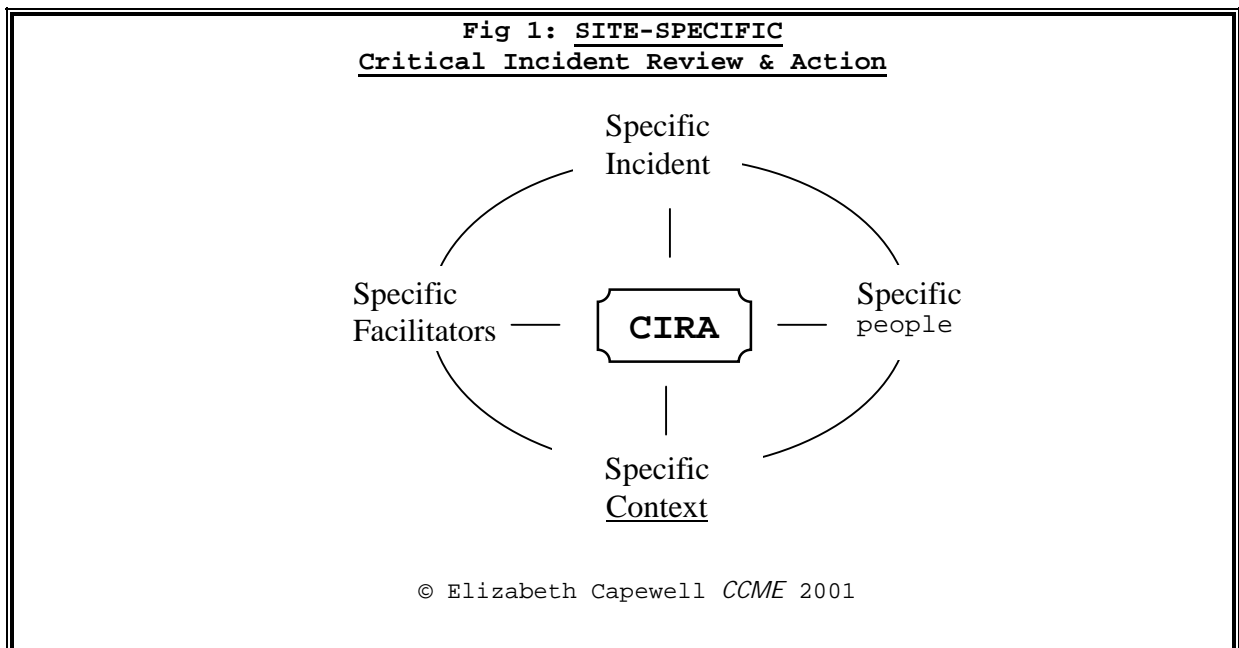 Fig 1: SITE-SPECIFIC
Critical Incident Review & Action
Specific
Incident
Specific
Facilitators
CIRA
Specific
people
Specific
Context
© Elizabeth Capewell CCME 2001